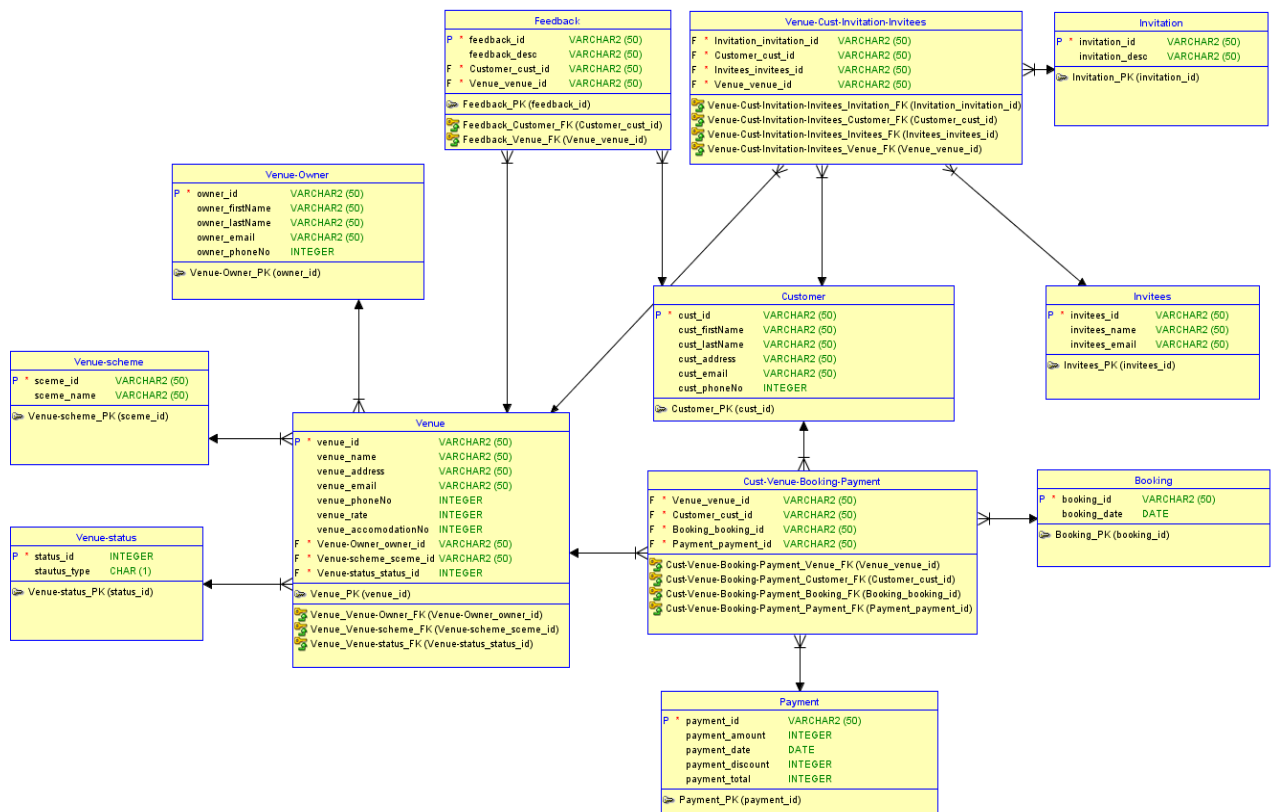 Feedback
P * feedback_id VARCHAR2 (50)
feedback_desc VARCHAR2 (50)
F * Customer_cust_id VARCHAR2 (50)
F * Venue_venue_id VARCHAR2 (50)
Feedback_PK (feedback_id)
Feedback_Customer_FK (Customer_cust_id)
Feedback_Venue_FK (Venue_venue_id)
Venue-Cust-Invitation-Invitees
F * Invitation_invitation_id VARCHAR2 (50)
F * Customer_cust_id VARCHAR2 (50)
F * Invitees_invitees_id VARCHAR2 (50)
F * Venue_venue_id VARCHAR2 (50)
Venue-Cust-Invitation-Invitees_Invitation_FK (Invitation_invitation_id)
Venue-Cust-Invitation-Invitees_Customer_FK (Customer_cust_id)
Venue-Cust-Invitation-Invitees_Invitees_FK (Invitees_invitees_id)
Venue-Cust-Invitation-Invitees_Venue_FK (Venue_venue_id)
Invitation
P * invitation_id VARCHAR2 (50)
invitation_desc VARCHAR2 (50)
Invitation_PK (invitation_id)
Venue-Owner
P * owner_id VARCHAR2 (50)
owner_firstName VARCHAR2 (50)
owner_lastName VARCHAR2 (50)
owner_email VARCHAR2 (50)
owner_phoneNo INTEGER
Venue-Owner_PK (owner_id)
Customer
P * cust_id VARCHAR2 (50)
cust_firstName VARCHAR2 (50)
cust_lastName VARCHAR2 (50)
cust_address VARCHAR2 (50)
cust_email VARCHAR2 (50)
cust_phoneNo INTEGER
Customer_PK (cust_id)
Invitees
P * invitees_id VARCHAR2 (50)
invitees_name VARCHAR2 (50)
invitees_email VARCHAR2 (50)
Invitees_PK (invitees_id)
Venue-scheme
P * sceme_id VARCHAR2 (50)
sceme_name VARCHAR2 (50)
Venue-scheme_PK (sceme_id)
Venue
P * venue_id VARCHAR2 (50)
venue_name VARCHAR2 (50)
venue_address VARCHAR2 (50)
venue_email VARCHAR2 (50)
venue_phoneNo INTEGER
venue_rate INTEGER
venue_accomodationNo INTEGER
F * Venue-Owner_owner_id VARCHAR2 (50)
F * Venue-scheme_sceme_id VARCHAR2 (50)
F * Venue-status_status_id INTEGER
Venue_PK (venue_id)
Venue_Venue-Owner_FK (Venue-Owner_owner_id)
Venue_Venue-scheme_FK (Venue-scheme_sceme_id)
Venue_Venue-status_FK (Venue-status_status_id)
Cust-Venue-Booking-Payment
F * Venue_venue_id VARCHAR2 (50)
F * Customer_cust_id VARCHAR2 (50)
F * Booking_booking_id VARCHAR2 (50)
F * Payment_payment_id VARCHAR2 (50)
Cust-Venue-Booking-Payment_Venue_FK (Venue_venue_id)
Cust-Venue-Booking-Payment_Customer_FK (Customer_cust_id)
Cust-Venue-Booking-Payment_Booking_FK (Booking_booking_id)
Cust-Venue-Booking-Payment_Payment_FK (Payment_payment_id)
Booking
P * booking_id VARCHAR2 (50)
booking_date DATE
Booking_PK (booking_id)
Venue-status
P * status_id INTEGER
stautus_type CHAR (1)
Venue-status_PK (status_id)
Payment
P * payment_id VARCHAR2 (50)
payment_amount INTEGER
payment_date DATE
payment_discount INTEGER
payment_total INTEGER
Payment_PK (payment_id)